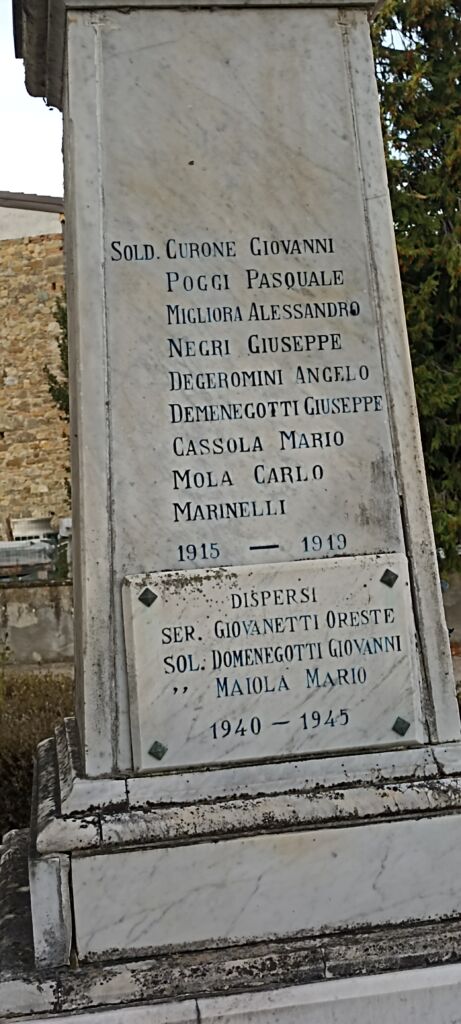 SOLD. CURONE GIOVANNI
POGGI PASQUALE
MIGLIORA ALESSANDRO
NEGRI GIUSEPPE
DEGEROMINI ANGELO
DEMENEGOTTI GIUSEPPE
CASSOLA MARIO
MOLA CARLO
MARINELLI
1915 — 1919
DISPERSI
SER. GIOVANETTI ORESTE
SOL. DOMENEGOTTI GIOVANNI
,, MAIOLA MARIO
1940 — 1945